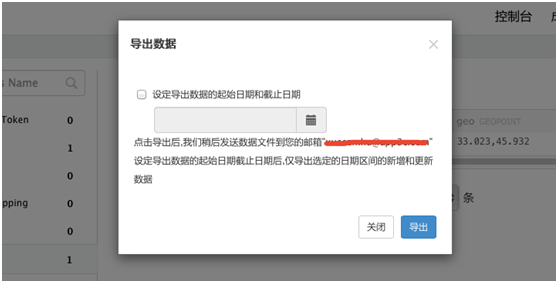 控制台
导出数据
×
s Name
设定导出数据的起始日期和截止日期
Token
0
geo GEOPOINT
点击导出后,我们稍后发送数据文件到您的邮箱"
"
33.023,45.932
1
设定导出数据的起始日期截止日期后,仅导出选定的日期区间的新增和更新
0
数据
pping
0
条
0
关闭
导出
1